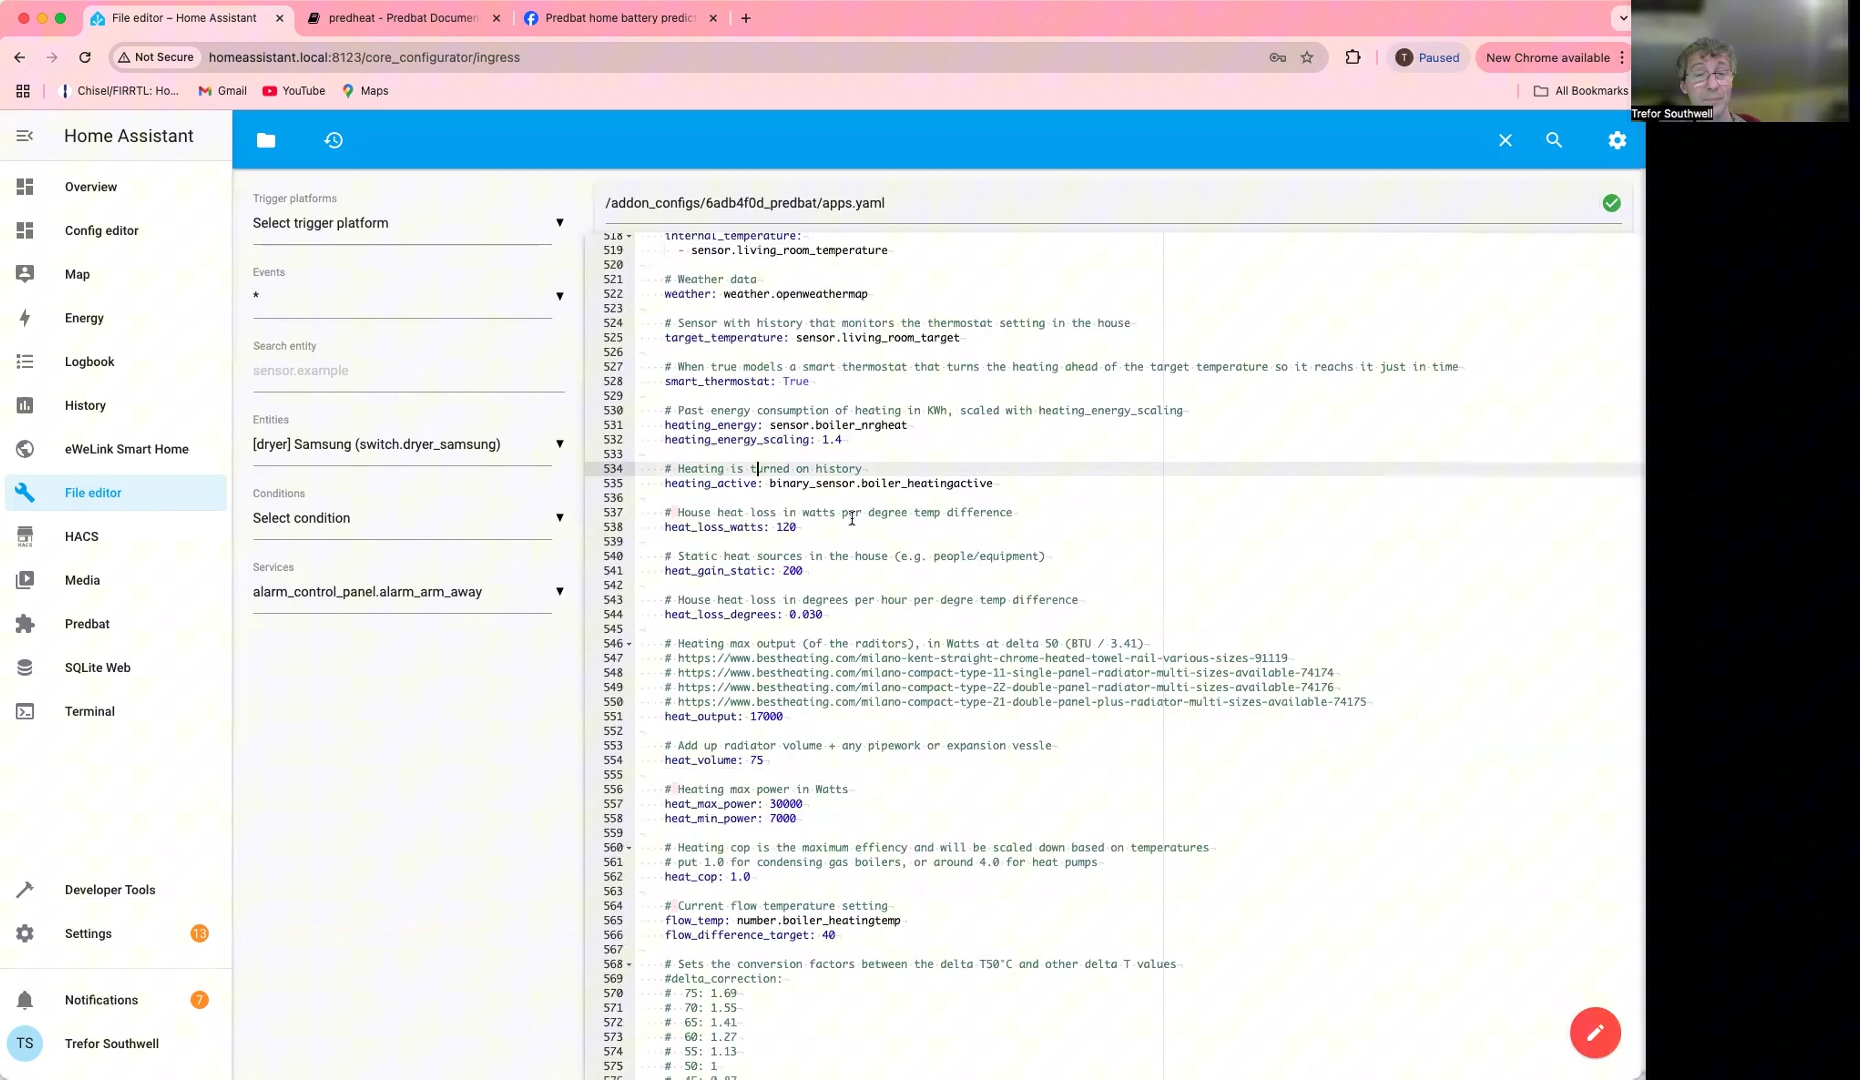 File editor – Home Assistant
predheat - Predbat Documen
Predbat home battery predic
Not Secure
homeassistant.local:8123/core_configurator/ingress
T
Paused
New Chrome available
Chisel/FIRRTL: Ho...
Gmail
YouTube
Maps
All Bookmarks
Trefor Southwell
Home Assistant
Overview
Config editor
Map
Energy
Logbook
History
eWeLink Smart Home
File editor
HACS
HACS
Media
Predbat
SQLite Web
Terminal
Developer Tools
Settings
13
Notifications
7
TS
Trefor Southwell
Trigger platforms
Select trigger platform
Events
*
Search entity
sensor.example
Entities
[dryer] Samsung (switch.dryer_samsung)
Conditions
Select condition
Services
alarm_control_panel.alarm_arm_away
/addon_configs/6adb4f0d_predbat/apps.yaml
518 internal_temperature:
519 - sensor.living_room_temperature
520
521 # Weather data
522 weather: weather.openweathermap
523
524 # Sensor with history that monitors the thermostat setting in the house
525 target_temperature: sensor.living_room_target
526
527 # When true models a smart thermostat that turns the heating ahead of the target temperature so it reachs it just in time
528 smart_thermostat: True
529
530 # Past energy consumption of heating in KWh, scaled with heating_energy_scaling
531 heating_energy: sensor.boiler_nrgheat
532 heating_energy_scaling: 1.4
533
534 # Heating is turned on history
535 heating_active: binary_sensor.boiler_heatingactive
536
537 # House heat loss in watts per degree temp difference
538 heat_loss_watts: 120
539
540 # Static heat sources in the house (e.g. people/equipment)
541 heat_gain_static: 200
542
543 # House heat loss in degrees per hour per degre temp difference
544 heat_loss_degrees: 0.030
545
546 # Heating max output (of the raditors), in Watts at delta 50 (BTU / 3.41)
547 # https://www.bestheating.com/milano-kent-straight-chrome-heated-towel-rail-various-sizes-91119
548 # https://www.bestheating.com/milano-compact-type-11-single-panel-radiator-multi-sizes-available-74174
549 # https://www.bestheating.com/milano-compact-type-22-double-panel-radiator-multi-sizes-available-74176
550 # https://www.bestheating.com/milano-compact-type-21-double-panel-plus-radiator-multi-sizes-available-74175
551 heat_output: 17000
552
553 # Add up radiator volume + any pipework or expansion vessle
554 heat_volume: 75
555
556 # Heating max power in Watts
557 heat_max_power: 30000
558 heat_min_power: 7000
559
560 # Heating cop is the maximum effiency and will be scaled down based on temperatures
561 # put 1.0 for condensing gas boilers, or around 4.0 for heat pumps
562 heat_cop: 1.0
563
564 # Current flow temperature setting
565 flow_temp: number.boiler_heatingtemp
566 flow_difference_target: 40
567
568 # Sets the conversion factors between the delta T50°C and other delta T values
569 #delta_correction:
570 # 75: 1.69
571 # 70: 1.55
572 # 65: 1.41
573 # 60: 1.27
574 # 55: 1.13
575 # 50: 1